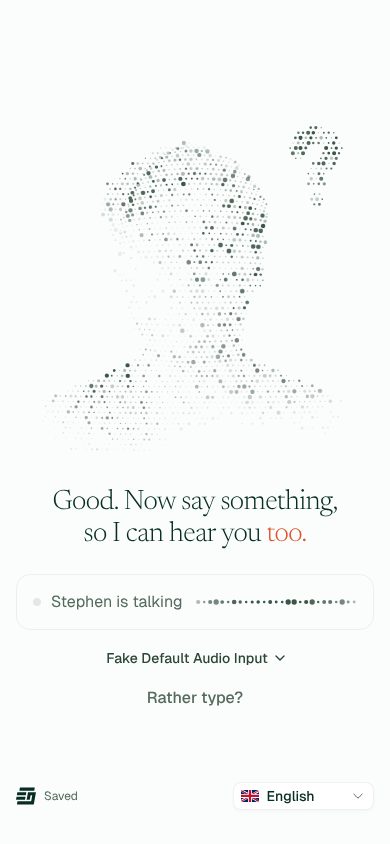 ?
Good. Now say something,
so I can hear you too.
Stephen is talking
Fake Default Audio Input
Rather type?
Saved
English